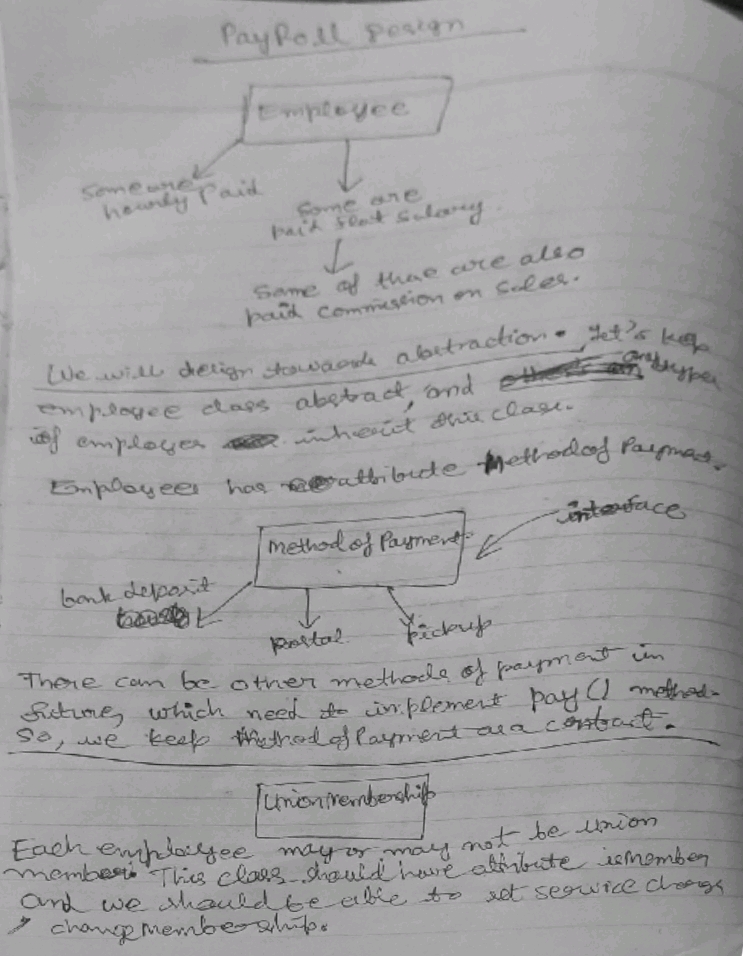 PayRoll Design
Employee
Some are
hourly paid
Some are
paid flat salary.
Some of these are also
paid commission on sales.
We will design towards abstraction. Let's keep
employee class abstract, and any types
of employee inherit this class.
Employees has attribute Method of Payment.
Method of Payment
interface
bank deposit
postal
pickup
There can be other methods of payment in
future, which need to implement pay() method.
So, we keep Method of Payment as a contract.
Union membership
Each employee may or may not be union
member. This class should have attribute isMember
and we should be able to set service charge
, change membership.